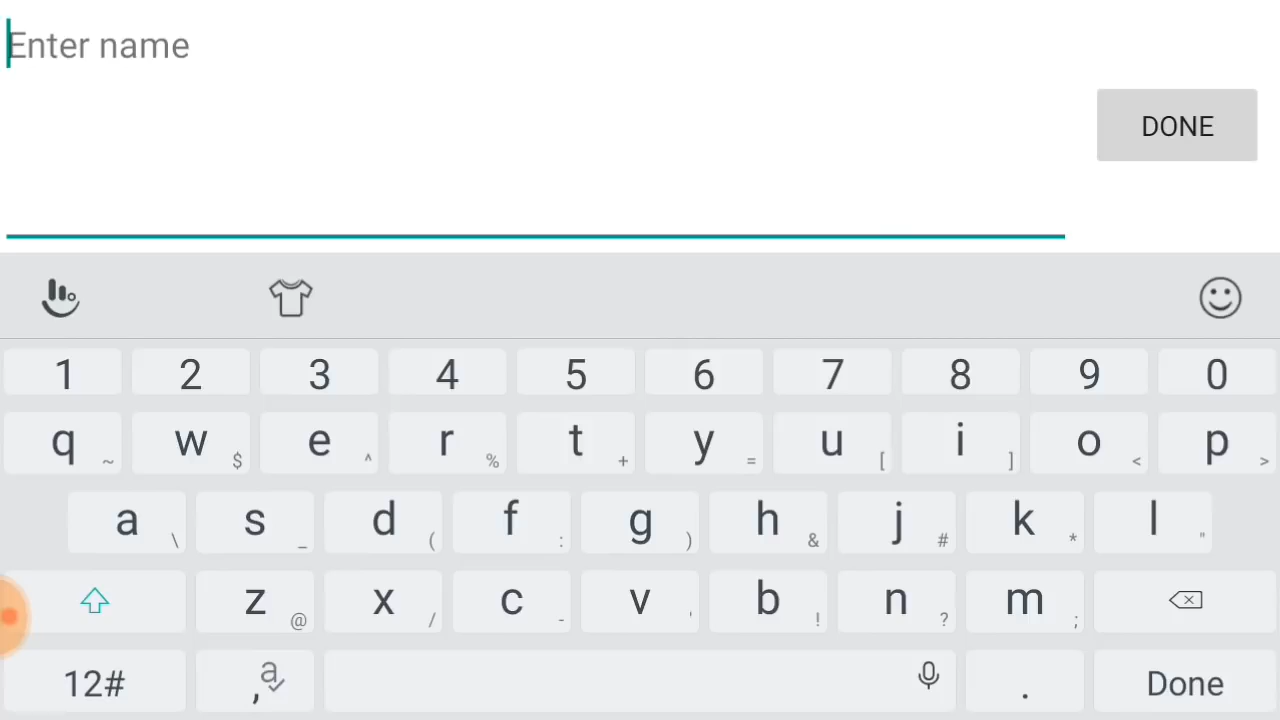 Enter name
DONE
1 2 3 4 5 6 7 8 9 0
q ~ w $ e ^ r % t + y = u [ i ] o < p >
a \ s _ d ( f : g ) h & j # k * l "
z @ x / c - v ' b ! n ? m ;
12# , a . Done